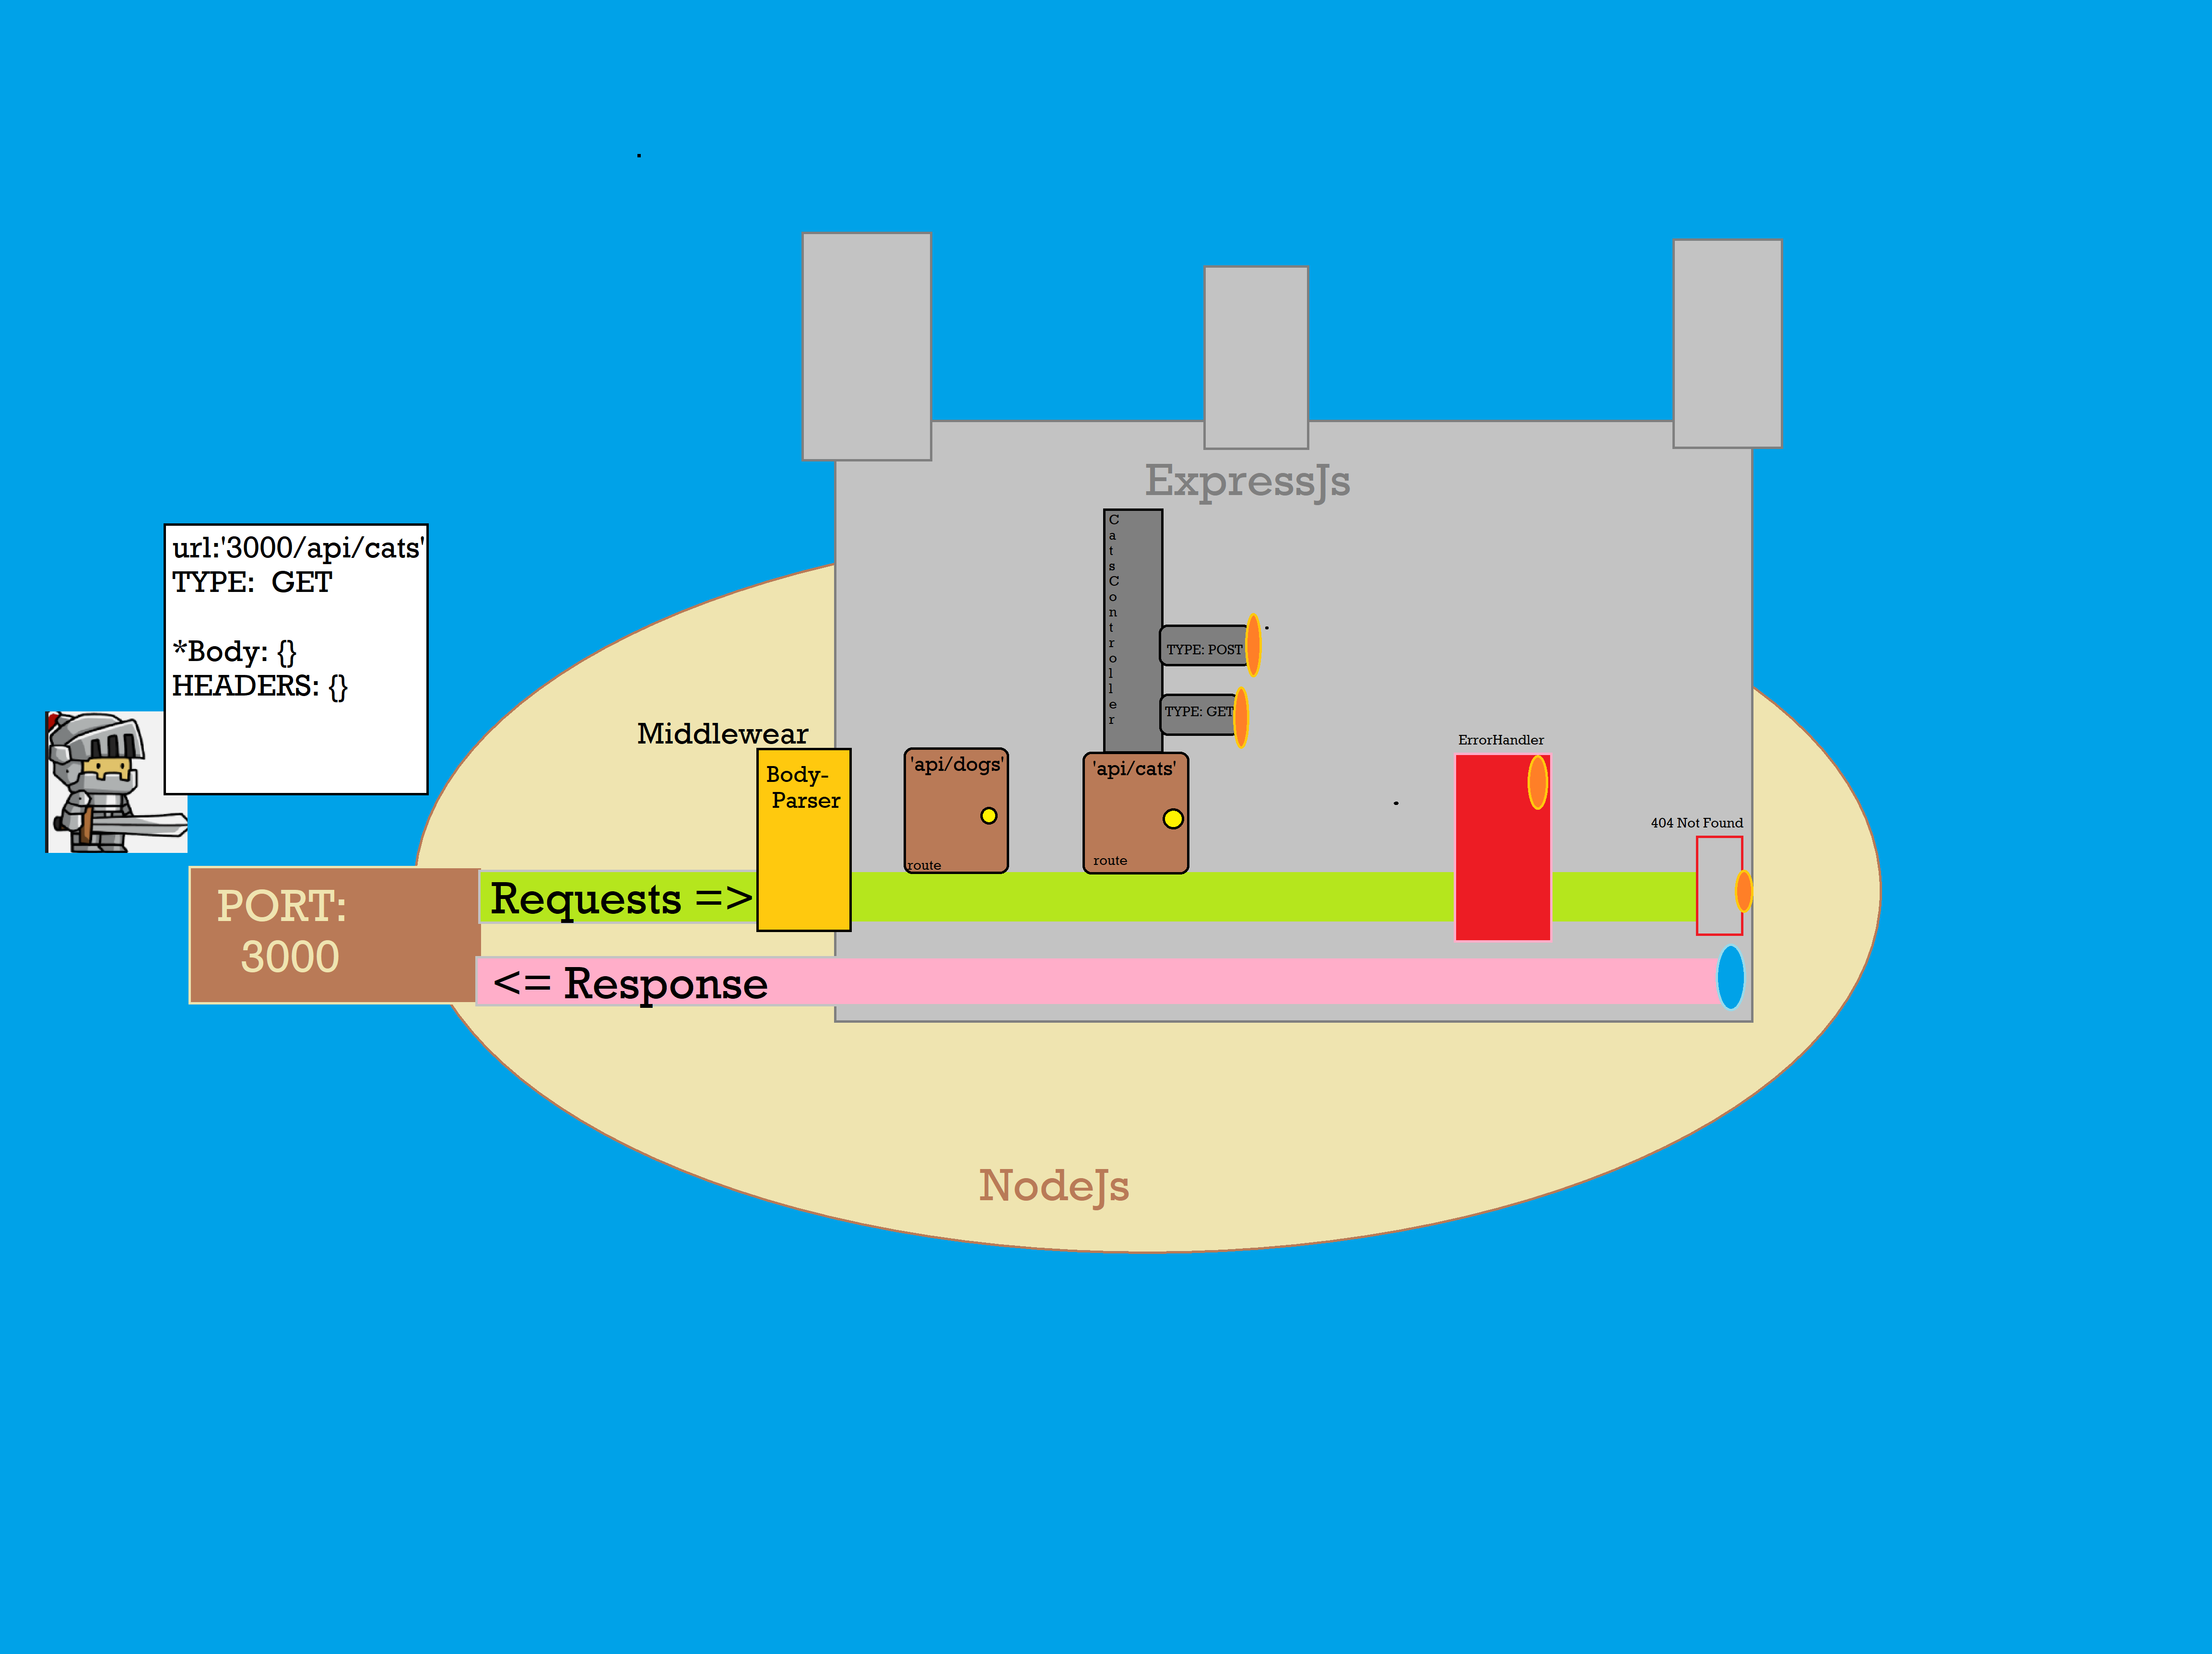 ExpressJs
url:'3000/api/cats'
TYPE: GET
*Body: {}
HEADERS: {}
CatsController
TYPE: POST
TYPE: GET
Middlewear
Body-
Parser
'api/dogs'
route
'api/cats'
route
ErrorHandler
404 Not Found
PORT:
3000
Requests =>
<= Response
NodeJs